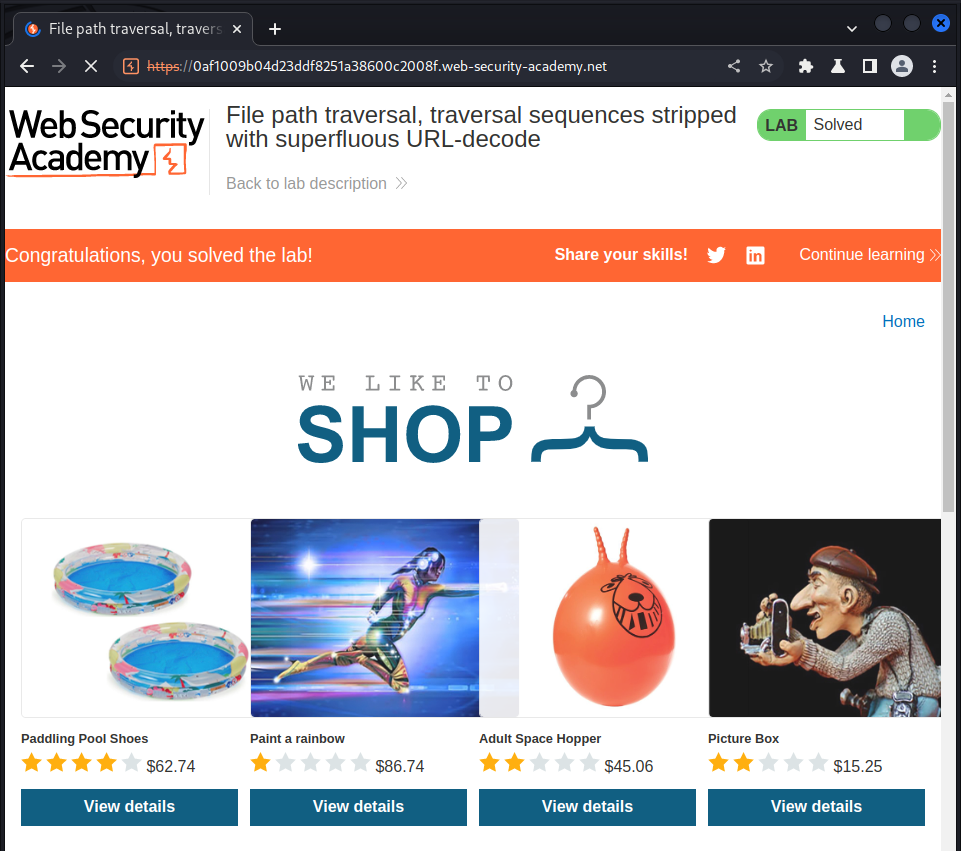 File path traversal, travers
https://0af1009b04d23ddf8251a38600c2008f.web-security-academy.net
Web Security
Academy
File path traversal, traversal sequences stripped
with superfluous URL-decode
Back to lab description
LAB Solved
Congratulations, you solved the lab!
Share your skills!
Continue learning
Home
WE LIKE TO
SHOP
Paddling Pool Shoes
$62.74
View details
Paint a rainbow
$86.74
View details
Adult Space Hopper
$45.06
View details
Picture Box
$15.25
View details